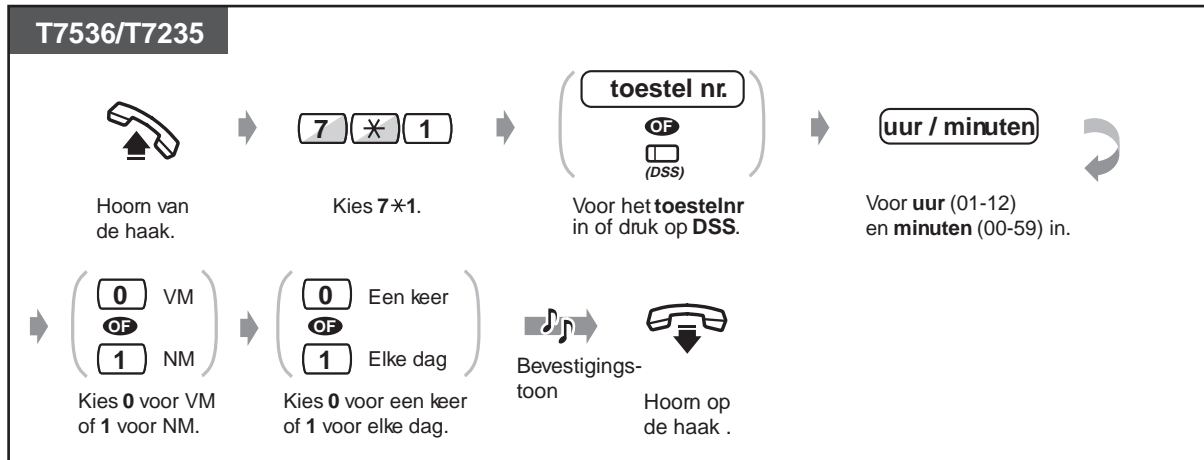 T7536/T7235
7 * 1
toestel nr.
OF
(DSS)
uur / minuten
Hoorn van
de haak.
Kies 7*1.
Voor het toestelnr
in of druk op DSS.
Voor uur (01-12)
en minuten (00-59) in.
0 VM
OF
1 NM
Kies 0 voor VM
of 1 voor NM.
0 Een keer
OF
1 Elke dag
Kies 0 voor een keer
of 1 voor elke dag.
Bevestigings-
toon
Hoorn op
de haak .